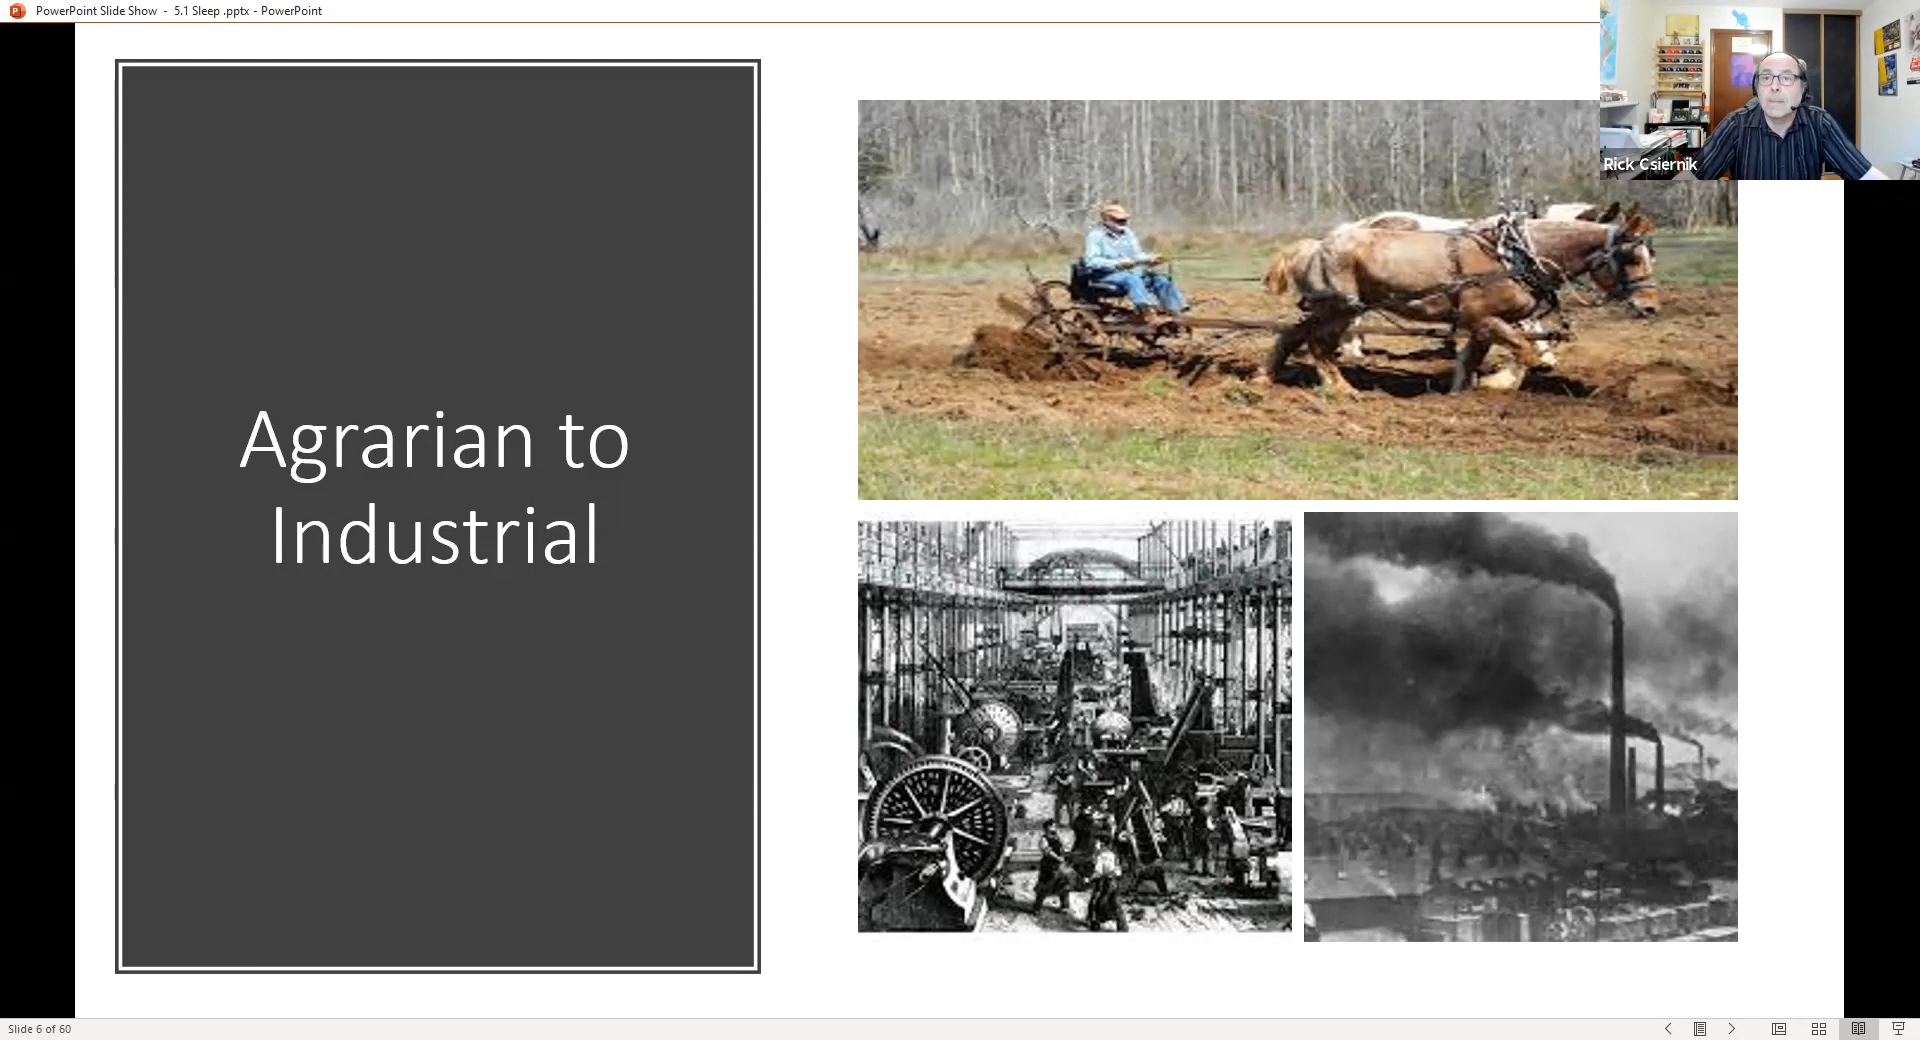 PowerPoint Slide Show - 5.1 Sleep .pptx - PowerPoint
Rick Csiernik
Agrarian to
Industrial
Slide 6 of 60